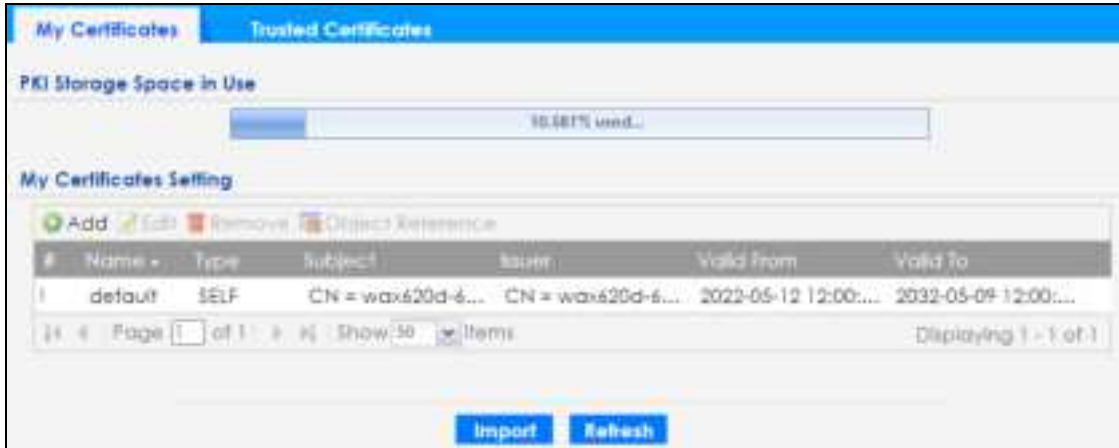 My Certificates Trusted Certificates
PKI Storage Space in Use
used...
My Certificates Setting
Add Edit Remove Object Reference
# Name Type Subject Issuer Valid From Valid To
1 default SELF CN = wax620d-6... CN = wax620d-6... 2022-05-12 12:00:... 2032-05-09 12:00:...
Page 1 of 1 Show 50 Items Displaying 1 - 1 of 1
Import Refresh